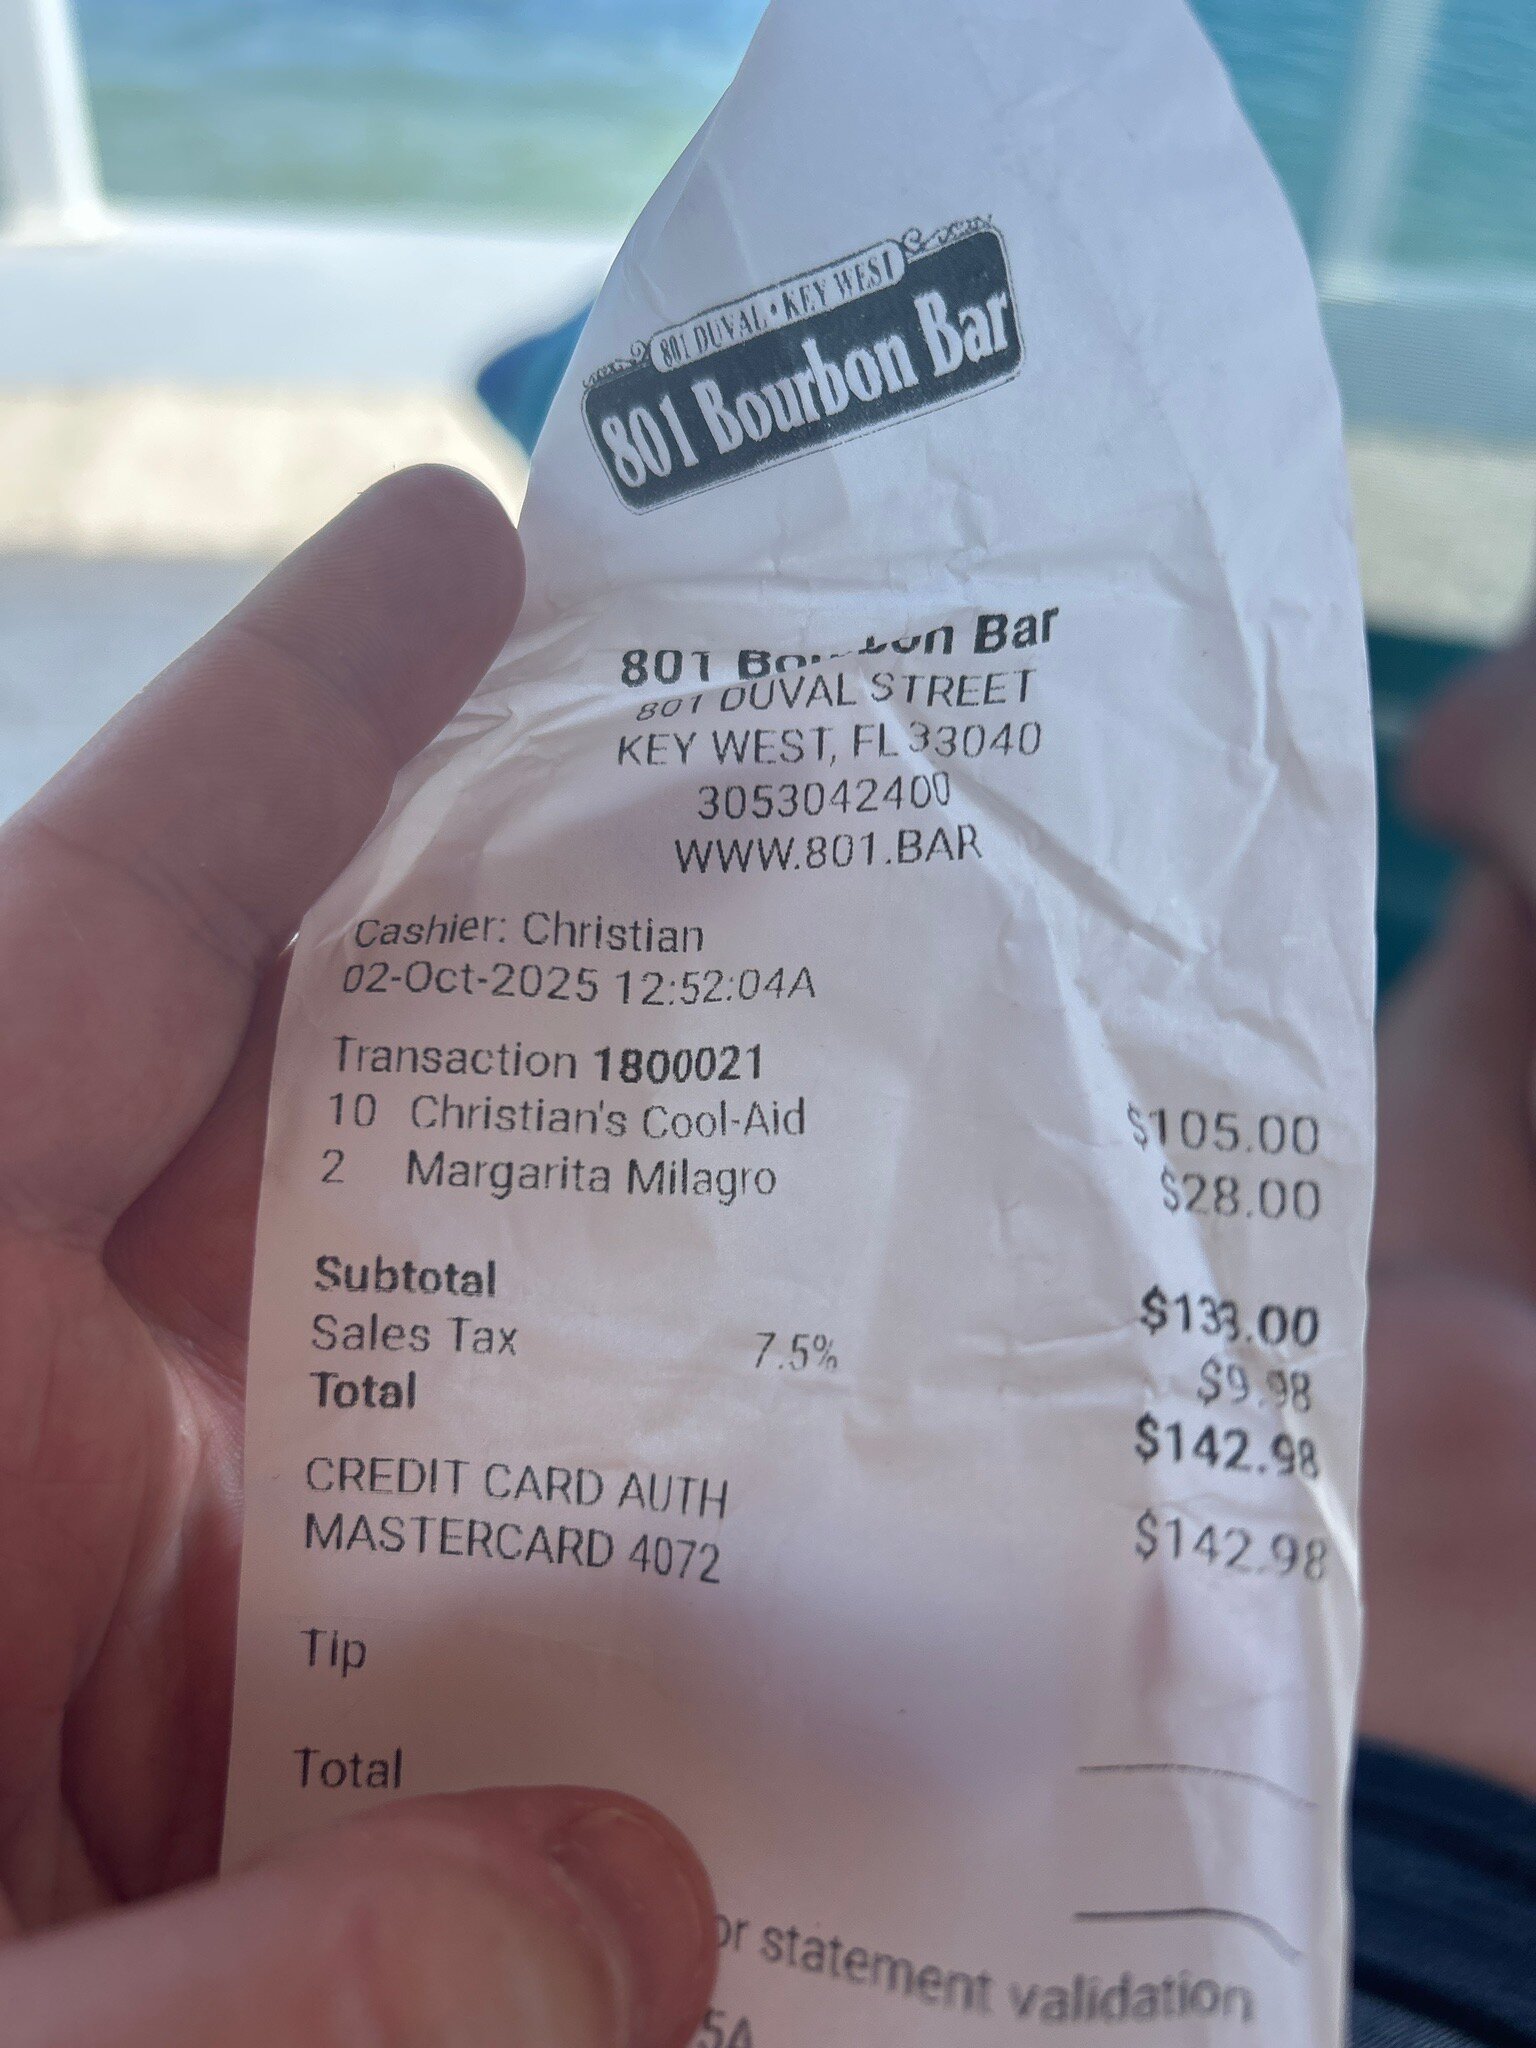 801 DUVAL • KEY WEST
801 Bourbon Bar
801 Bourbon Bar
801 DUVAL STREET
KEY WEST, FL 33040
3053042400
WWW.801.BAR
Cashier: Christian
02-Oct-2025 12:52:04A
Transaction 1800021
10 Christian's Cool-Aid $105.00
2 Margarita Milagro $28.00
Subtotal $133.00
Sales Tax 7.5% $9.98
Total $142.98
CREDIT CARD AUTH
MASTERCARD 4072 $142.98
Tip
Total
statement validation